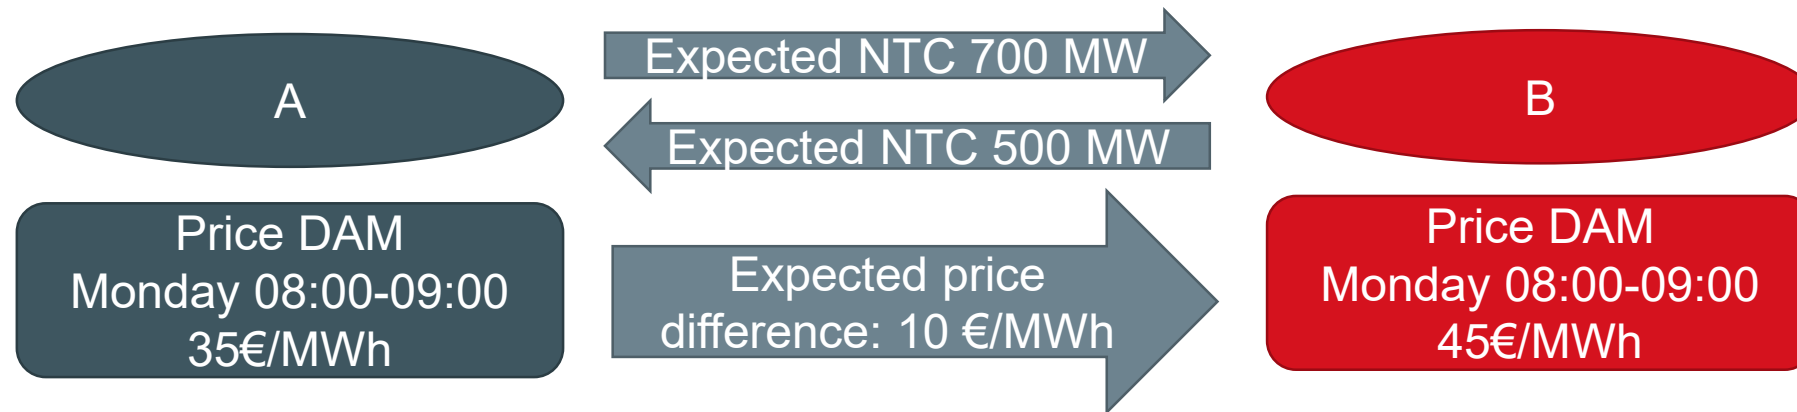 A
Expected NTC 700 MW
Expected NTC 500 MW
B
Price DAM
Monday 08:00-09:00
35€/MWh
Expected price
difference: 10 €/MWh
Price DAM
Monday 08:00-09:00
45€/MWh